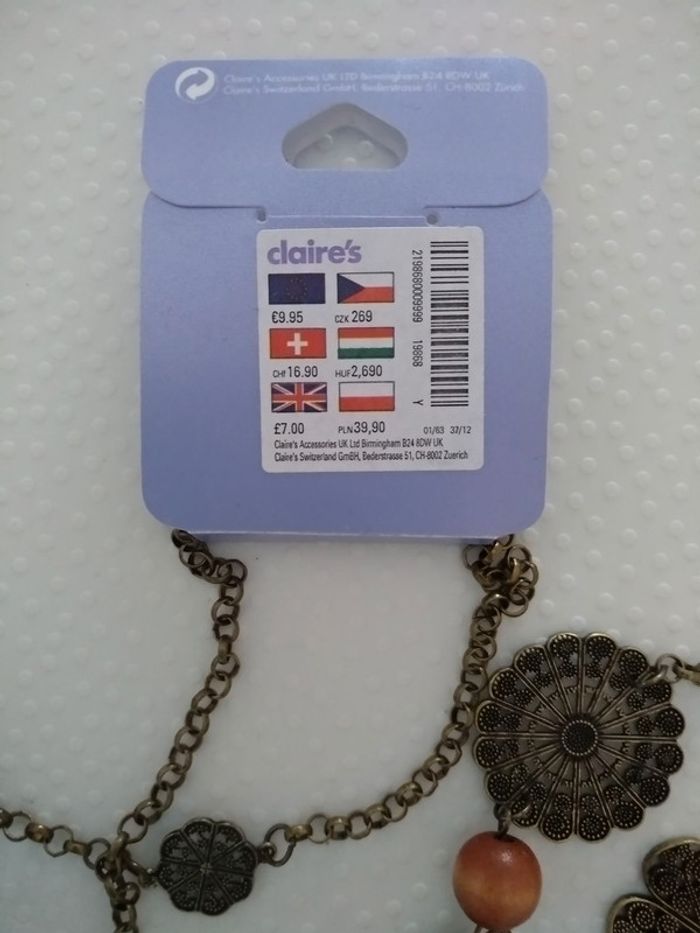 Claire's Accessories UK LTD Birmingham B24 8DW UK
Claire's Switzerland GmbH, Bederstrasse 51, CH-8002 Zürich
claire's
€9.95 CZK 269
CHf 16.90 HUF 2,690
£7.00 PLN 39,90
2198680009999 19868 Y
01/63 37/12
Claire's Accessories UK Ltd Birmingham B24 8DW UK
Claire's Switzerland GmBH, Bederstrasse 51, CH-8002 Zuerich